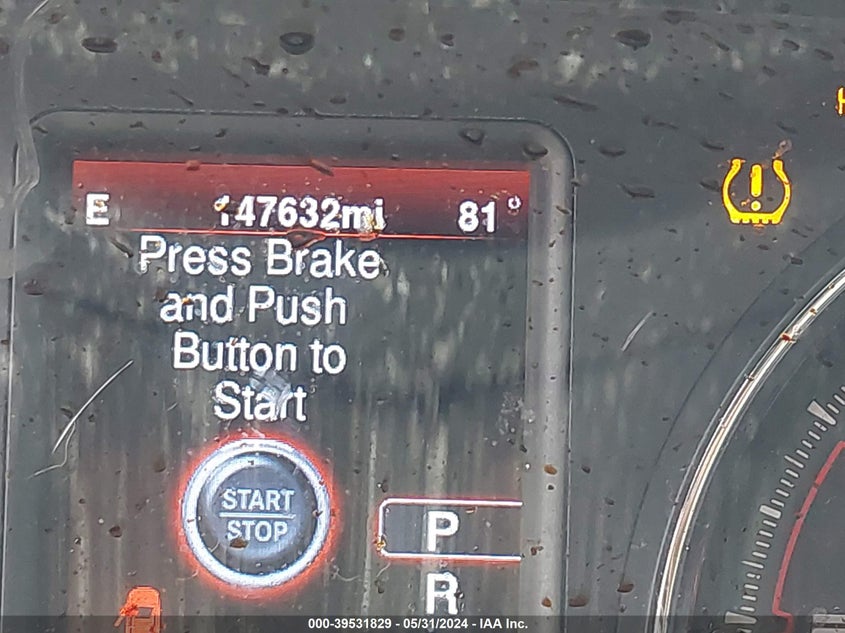 E 147632mi 81°
Press Brake
and Push
Button to
Start
START
STOP
P
R
000-39531829 - 05/31/2024 - IAA Inc.